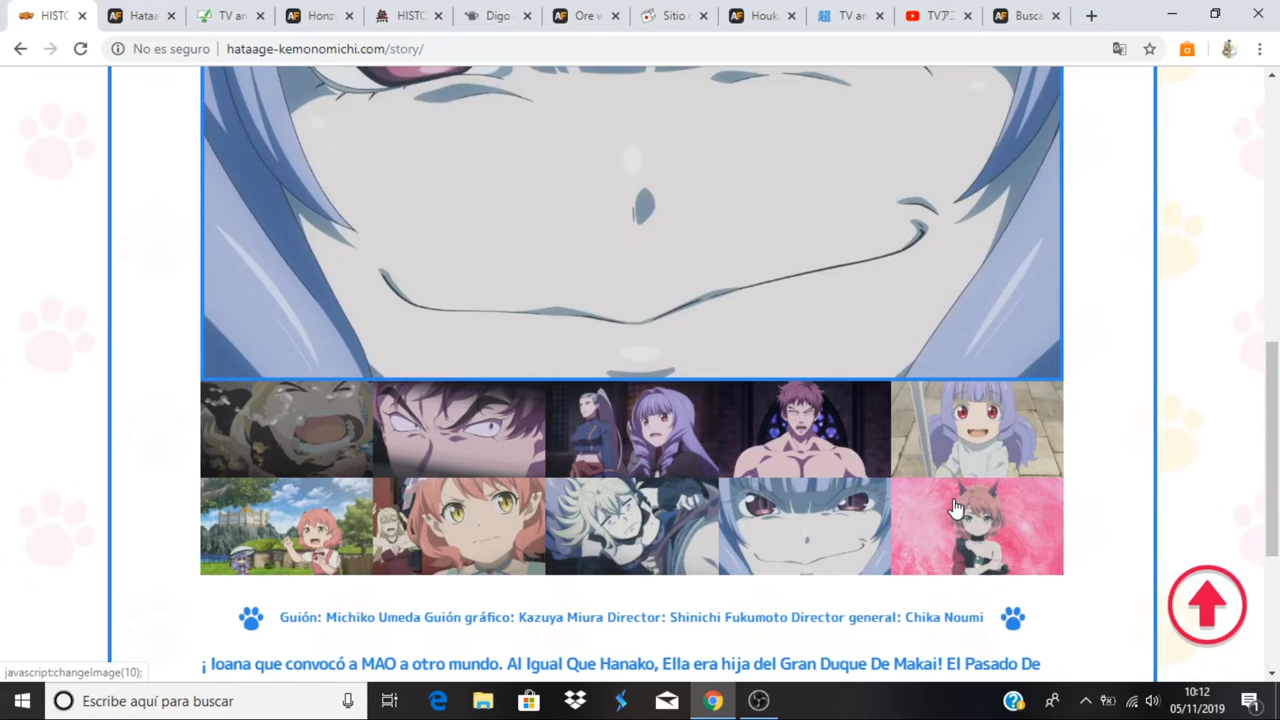 HISTO
Hataa
TV an
Honzi
HISTO
Digo a
Ore w
Sitio o
Houk
TV an
TVアニ
Busca
No es seguro
hataage-kemonomichi.com/story/
Guión: Michiko Umeda Guión gráfico: Kazuya Miura Director: Shinichi Fukumoto Director general: Chika Noumi
¡ Ioana que convocó a MAO a otro mundo. Al Igual Que Hanako, Ella era hija del Gran Duque De Makai! El Pasado De
javascript:changeImage(10);
Escribe aquí para buscar
10:12
05/11/2019